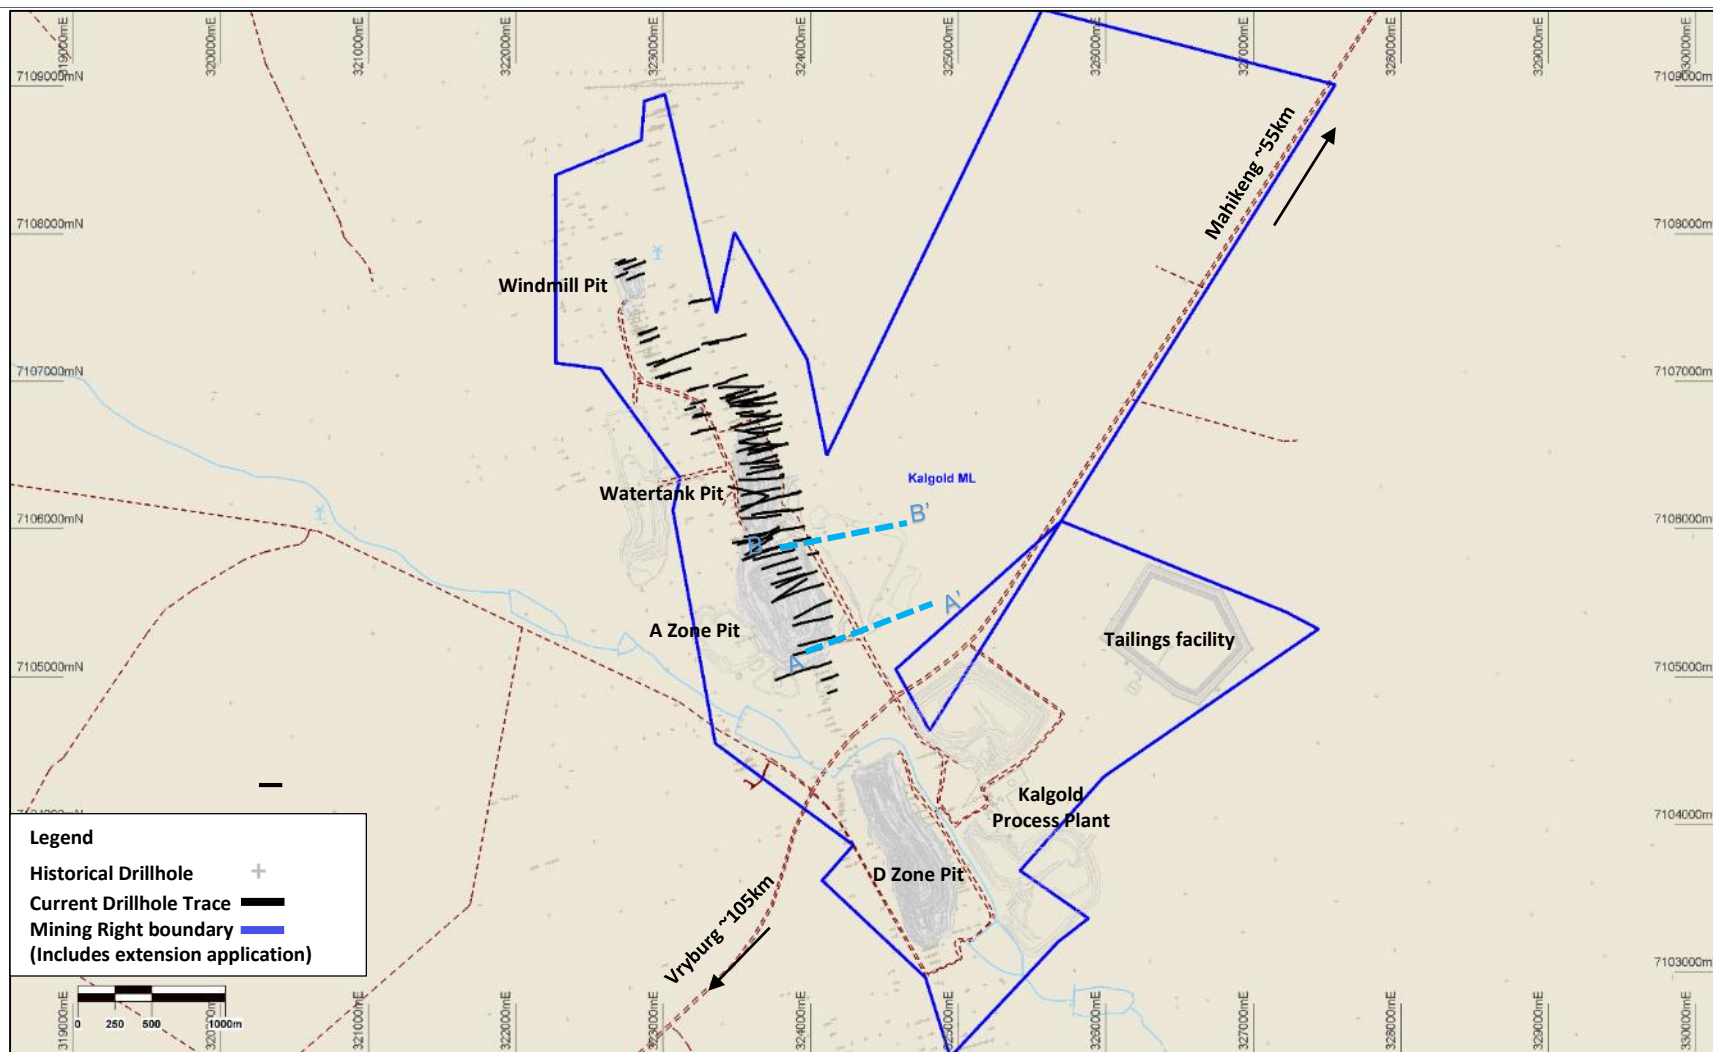 319000mE
320000mE
321000mE
322000mE
323000mE
324000mE
325000mE
326000mE
327000mE
328000mE
329000mE
330000mE
7109000mN
7109000m
Mahikeng ~55km
7108000mN
7108000m
Windmill Pit
7107000mN
7107000m
Kalgold ML
Watertank Pit
B'
7106000mN
7106000m
B
A'
A Zone Pit
Tailings facility
A
7105000mN
7105000m
Kalgold
Process Plant
7104000m
D Zone Pit
Vryburg ~105km
7103000m
Legend
Historical Drillhole
Current Drillhole Trace
Mining Right boundary
(Includes extension application)
0 250 500 1000m
319000mE
320000mE
321000mE
322000mE
323000mE
324000mE
325000mE
326000mE
327000mE
328000mE
329000mE
330000mE